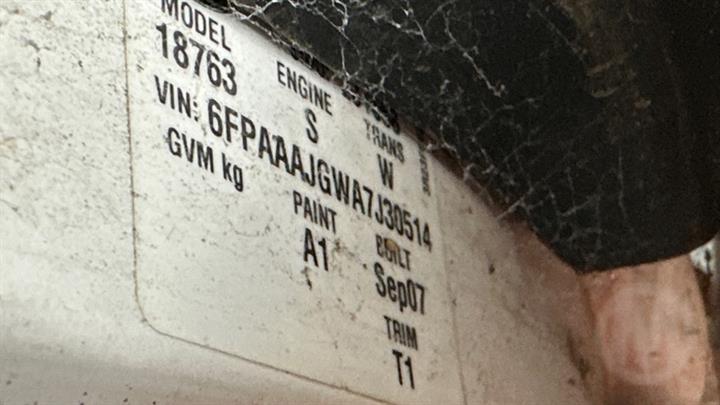 MODEL ENGINE TRANS
18763 S W
VIN: 6FPAAAJGWA7J30514
GVM kg PAINT BUILT
A1 Sep07
TRIM
T1